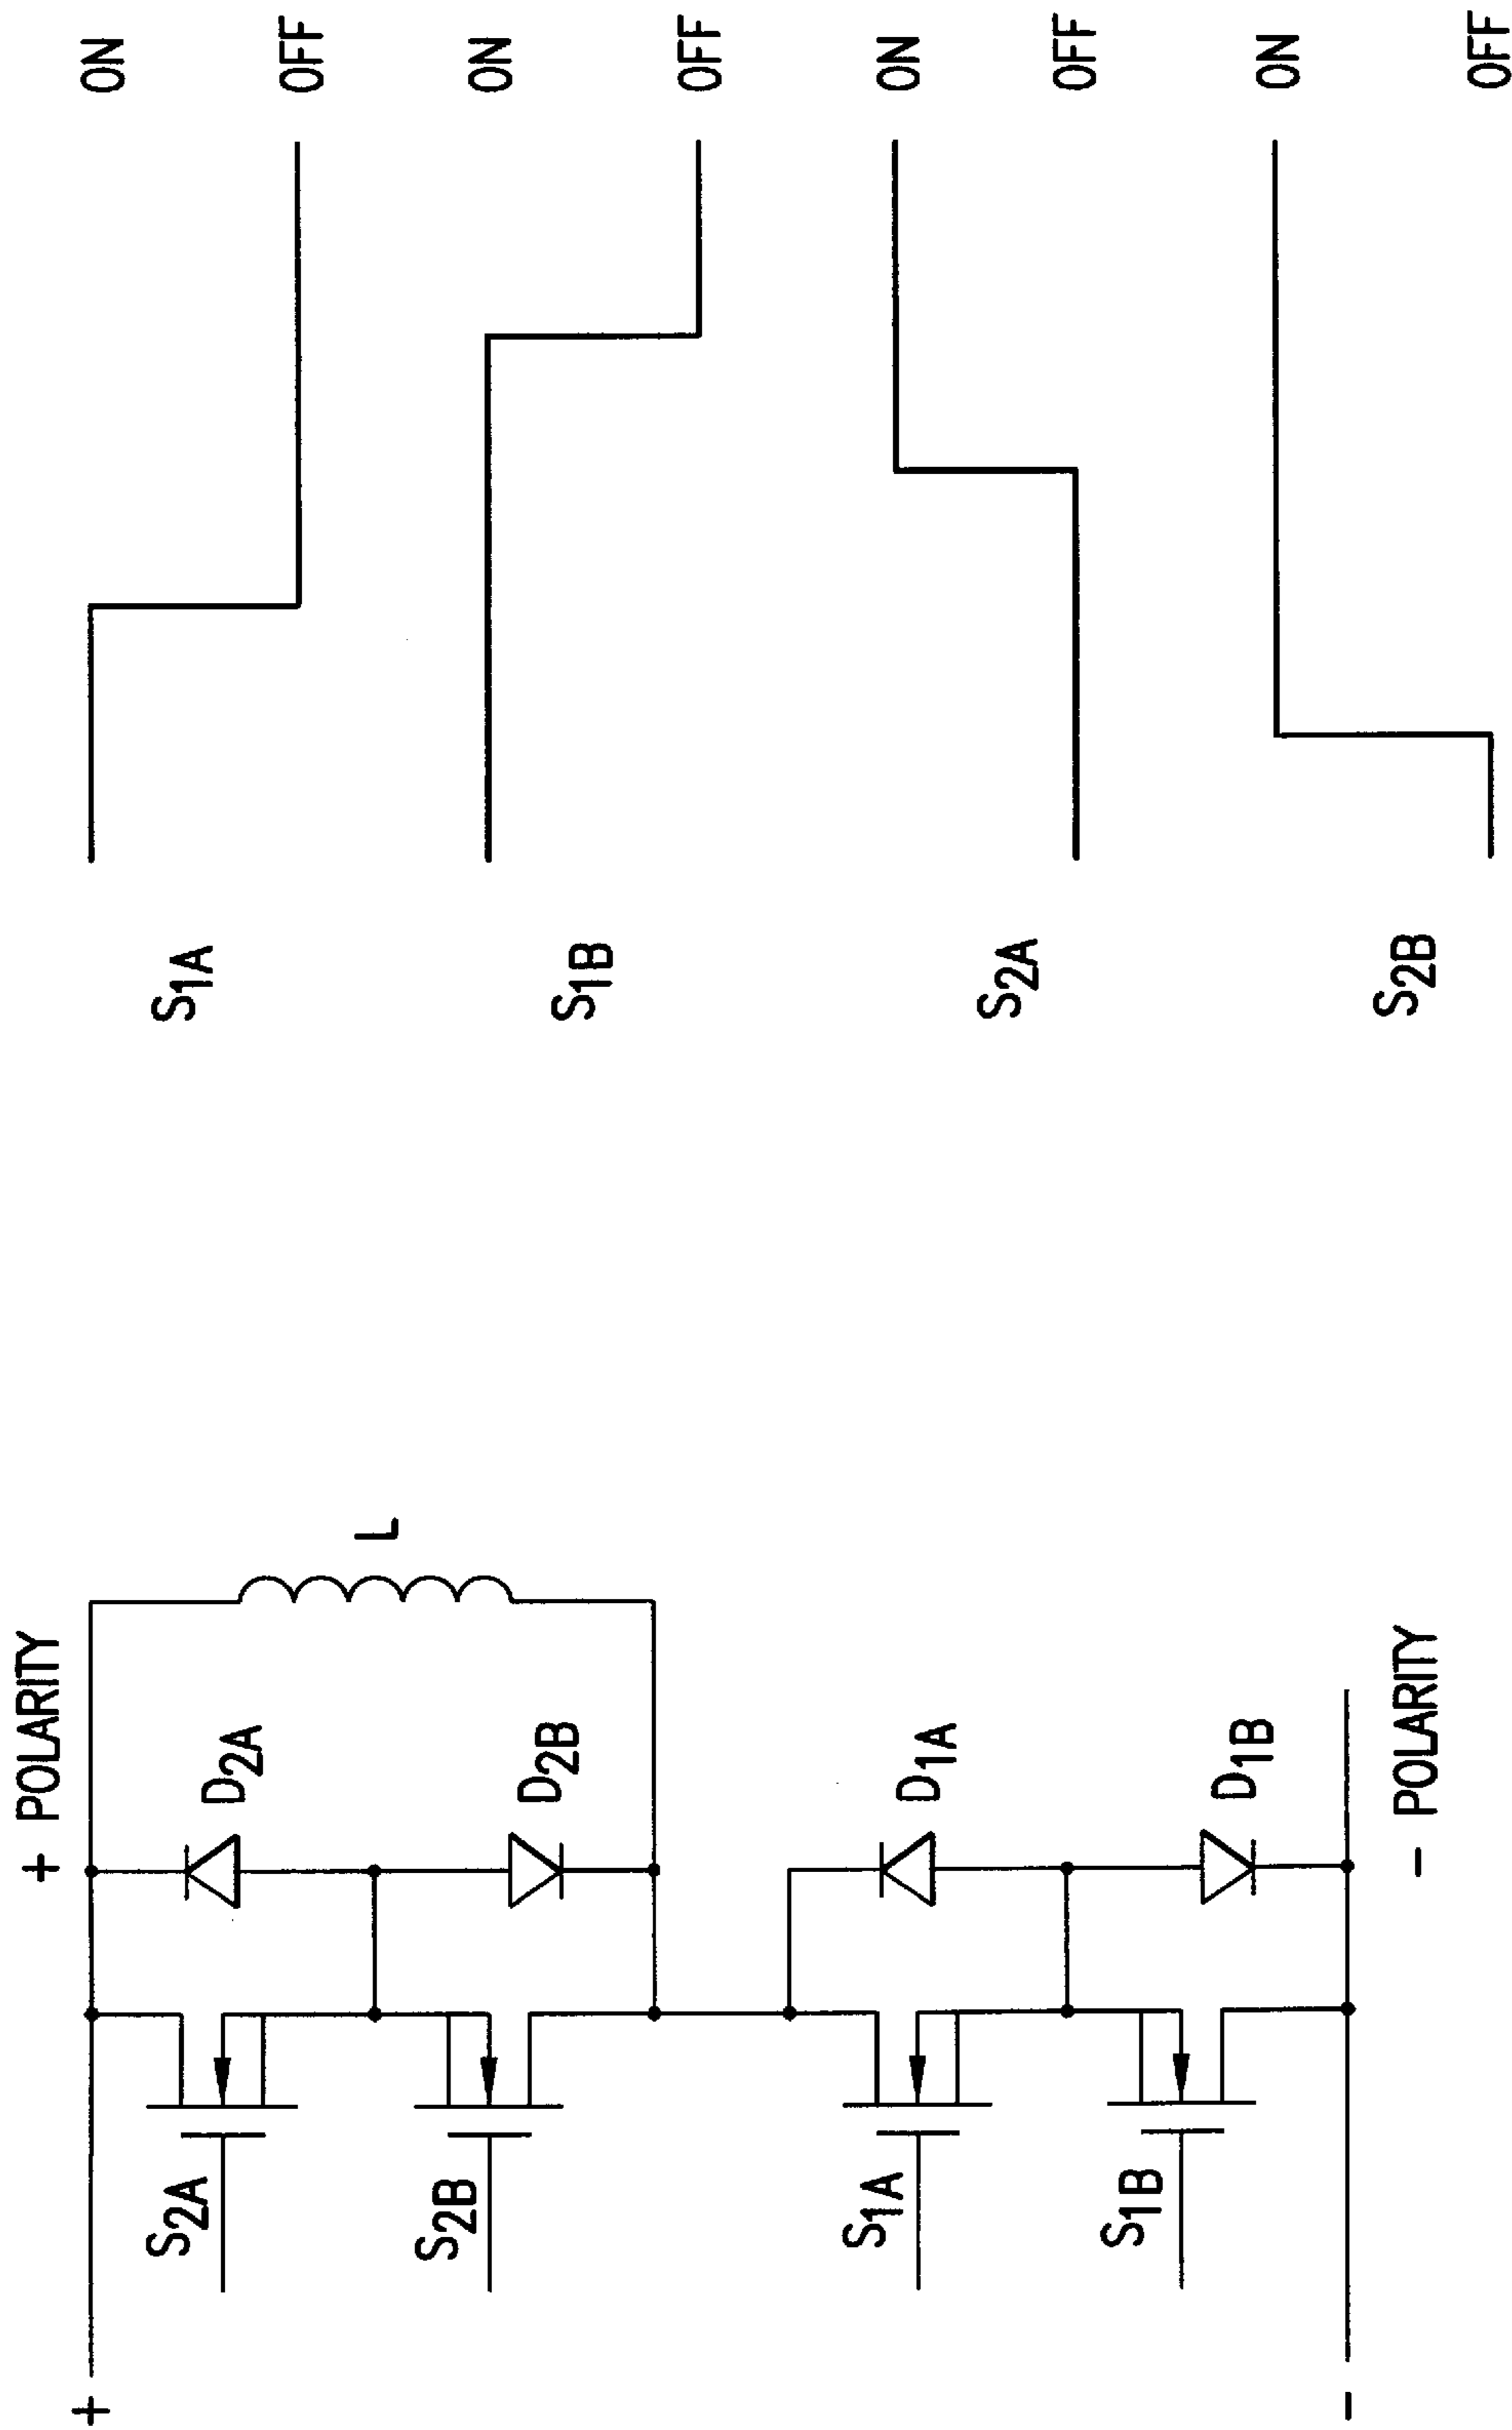 + POLARITY
+
S2A
D2A
L
S2B
D2B
S1A
D1A
S1B
D1B
-
- POLARITY
S1A
ON
OFF
S1B
ON
OFF
S2A
ON
OFF
S2B
ON
OFF